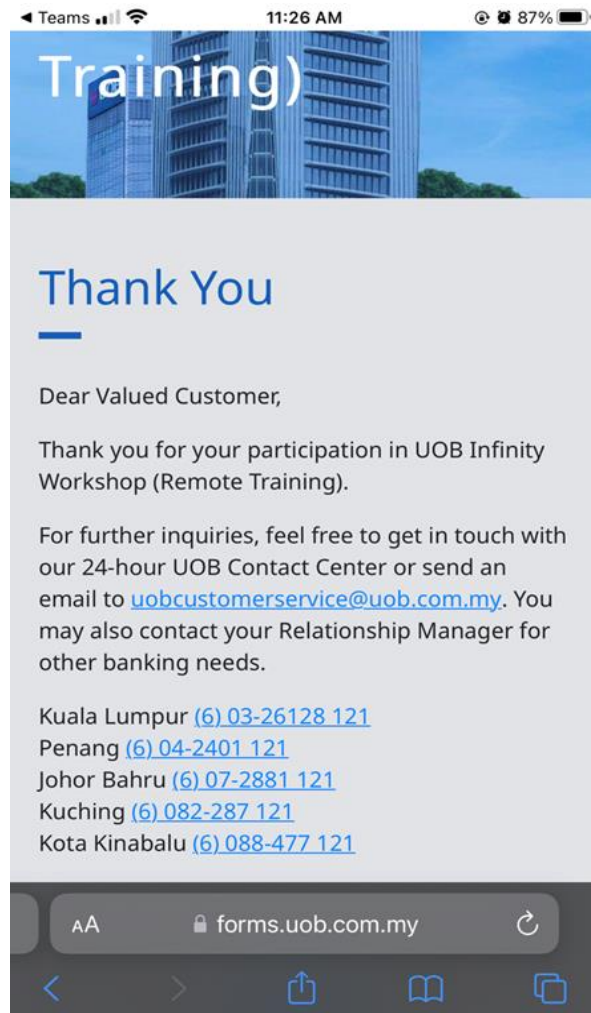 ◀ Teams
11:26 AM
87%
Training)
Thank You
Dear Valued Customer,
Thank you for your participation in UOB Infinity
Workshop (Remote Training).
For further inquiries, feel free to get in touch with
our 24-hour UOB Contact Center or send an
email to uobcustomerservice@uob.com.my. You
may also contact your Relationship Manager for
other banking needs.
Kuala Lumpur (6) 03-26128 121
Penang (6) 04-2401 121
Johor Bahru (6) 07-2881 121
Kuching (6) 082-287 121
Kota Kinabalu (6) 088-477 121
AA
forms.uob.com.my